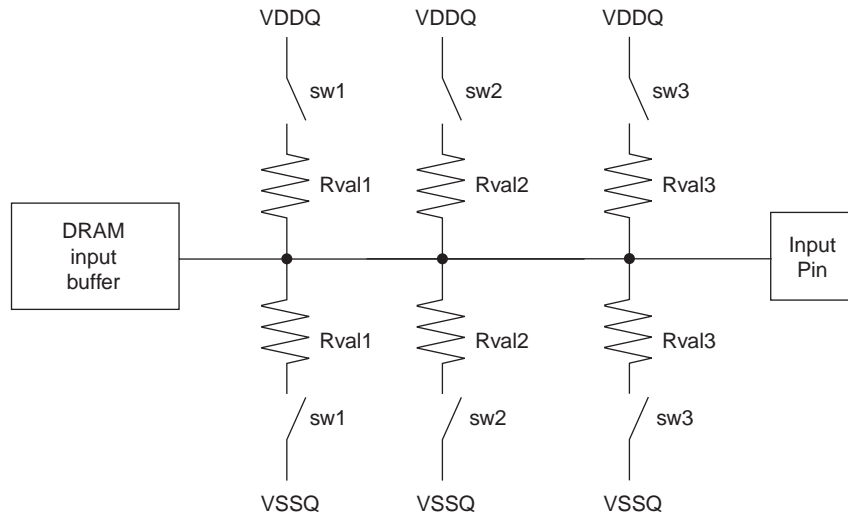 VDDQ VDDQ VDDQ
sw1 sw2 sw3
Rval1 Rval2 Rval3
DRAM
input
buffer
Input
Pin
Rval1 Rval2 Rval3
sw1 sw2 sw3
VSSQ VSSQ VSSQ